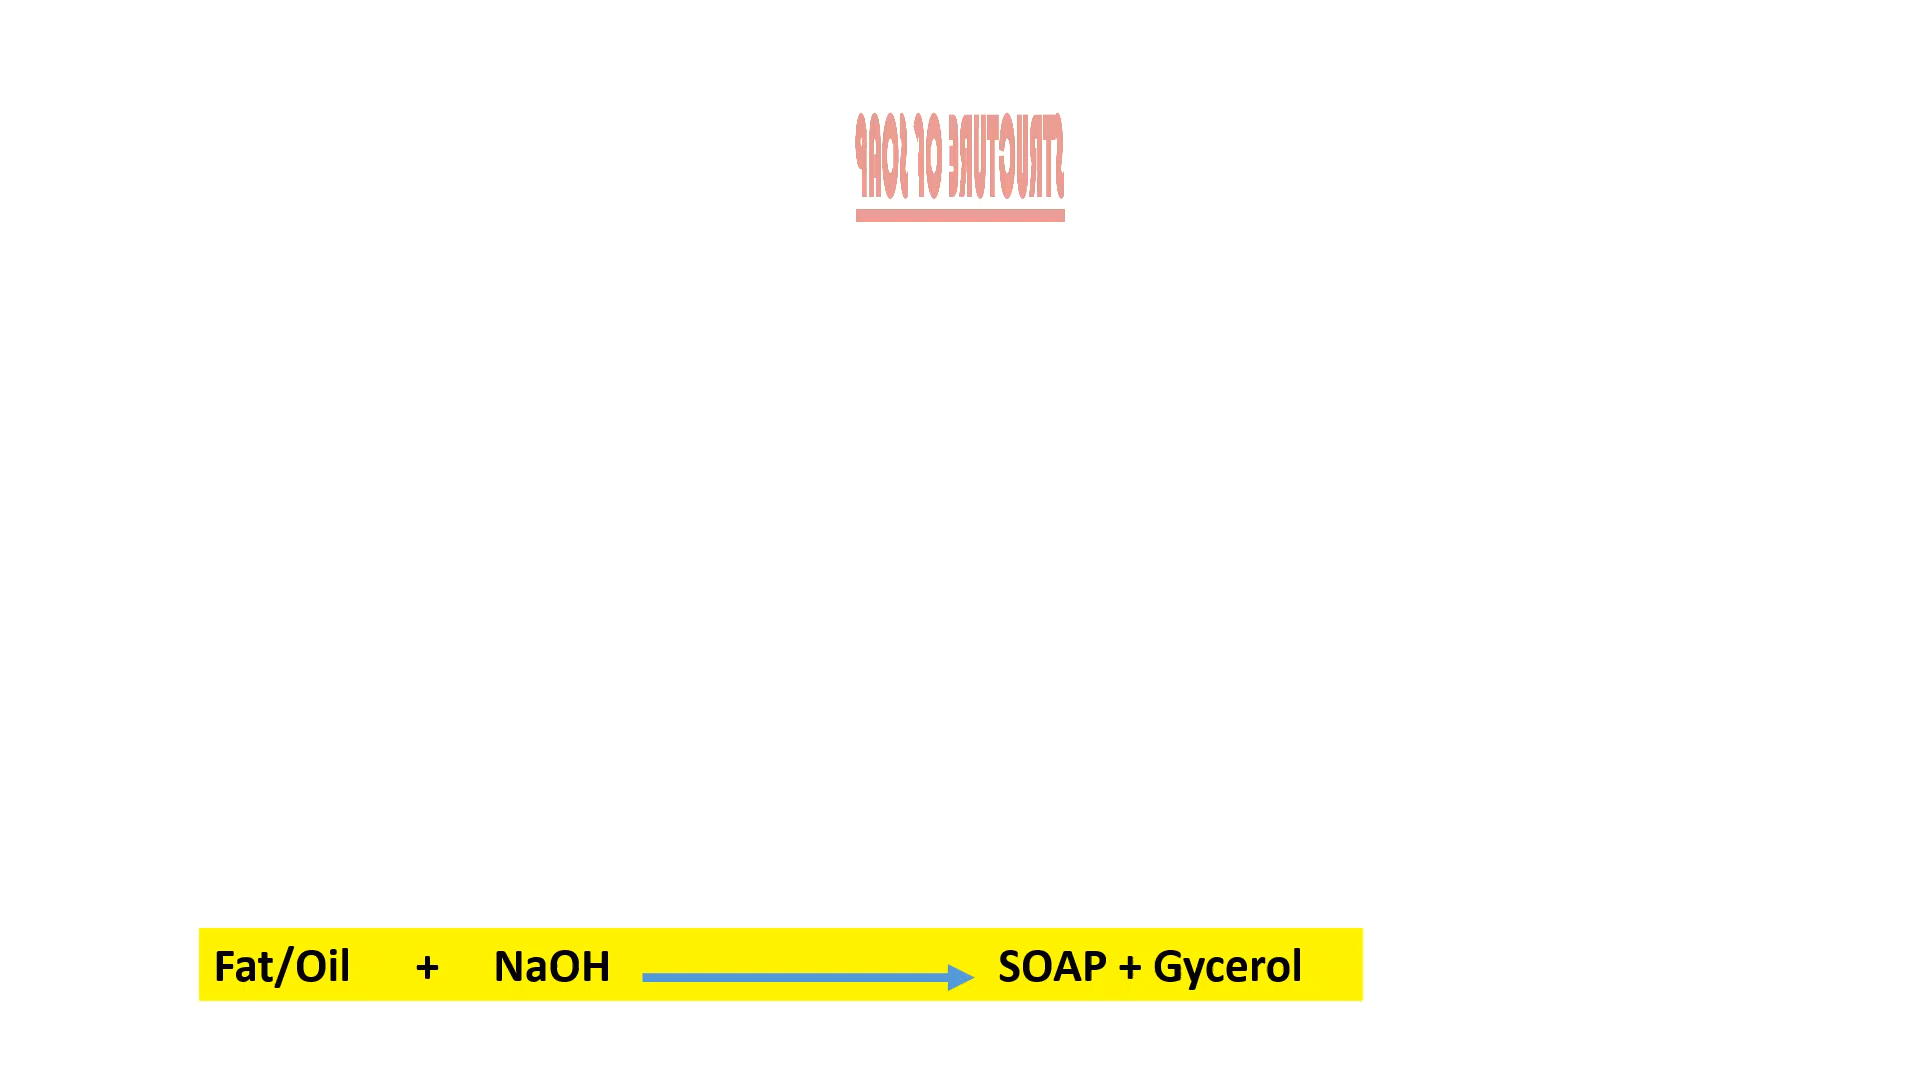 STRUCTURE OF SOAP
Fat/Oil + NaOH SOAP + Gycerol